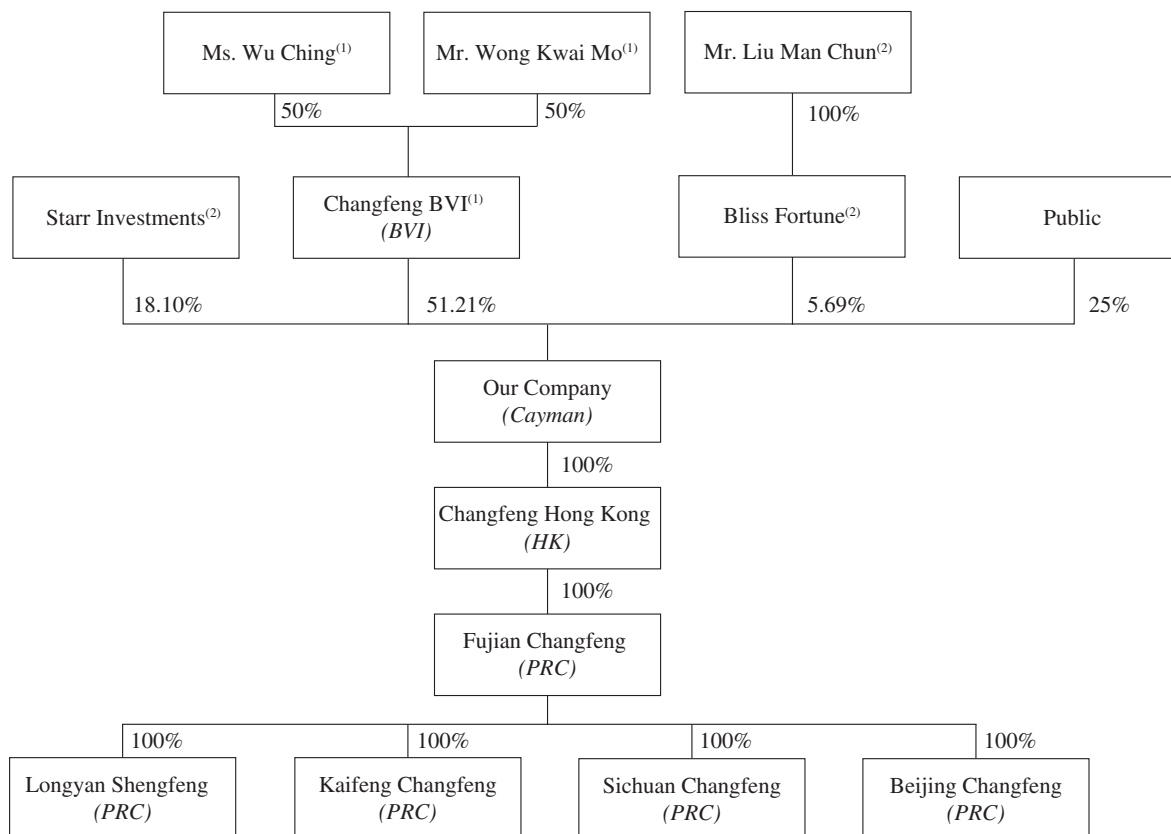 Ms. Wu Ching(1)
Mr. Wong Kwai Mo(1)
Mr. Liu Man Chun(2)
50%
50%
100%
Starr Investments(2)
Changfeng BVI(1)
(BVI)
Bliss Fortune(2)
Public
18.10%
51.21%
5.69%
25%
Our Company
(Cayman)
100%
Changfeng Hong Kong
(HK)
100%
Fujian Changfeng
(PRC)
100%
100%
100%
100%
Longyan Shengfeng
(PRC)
Kaifeng Changfeng
(PRC)
Sichuan Changfeng
(PRC)
Beijing Changfeng
(PRC)